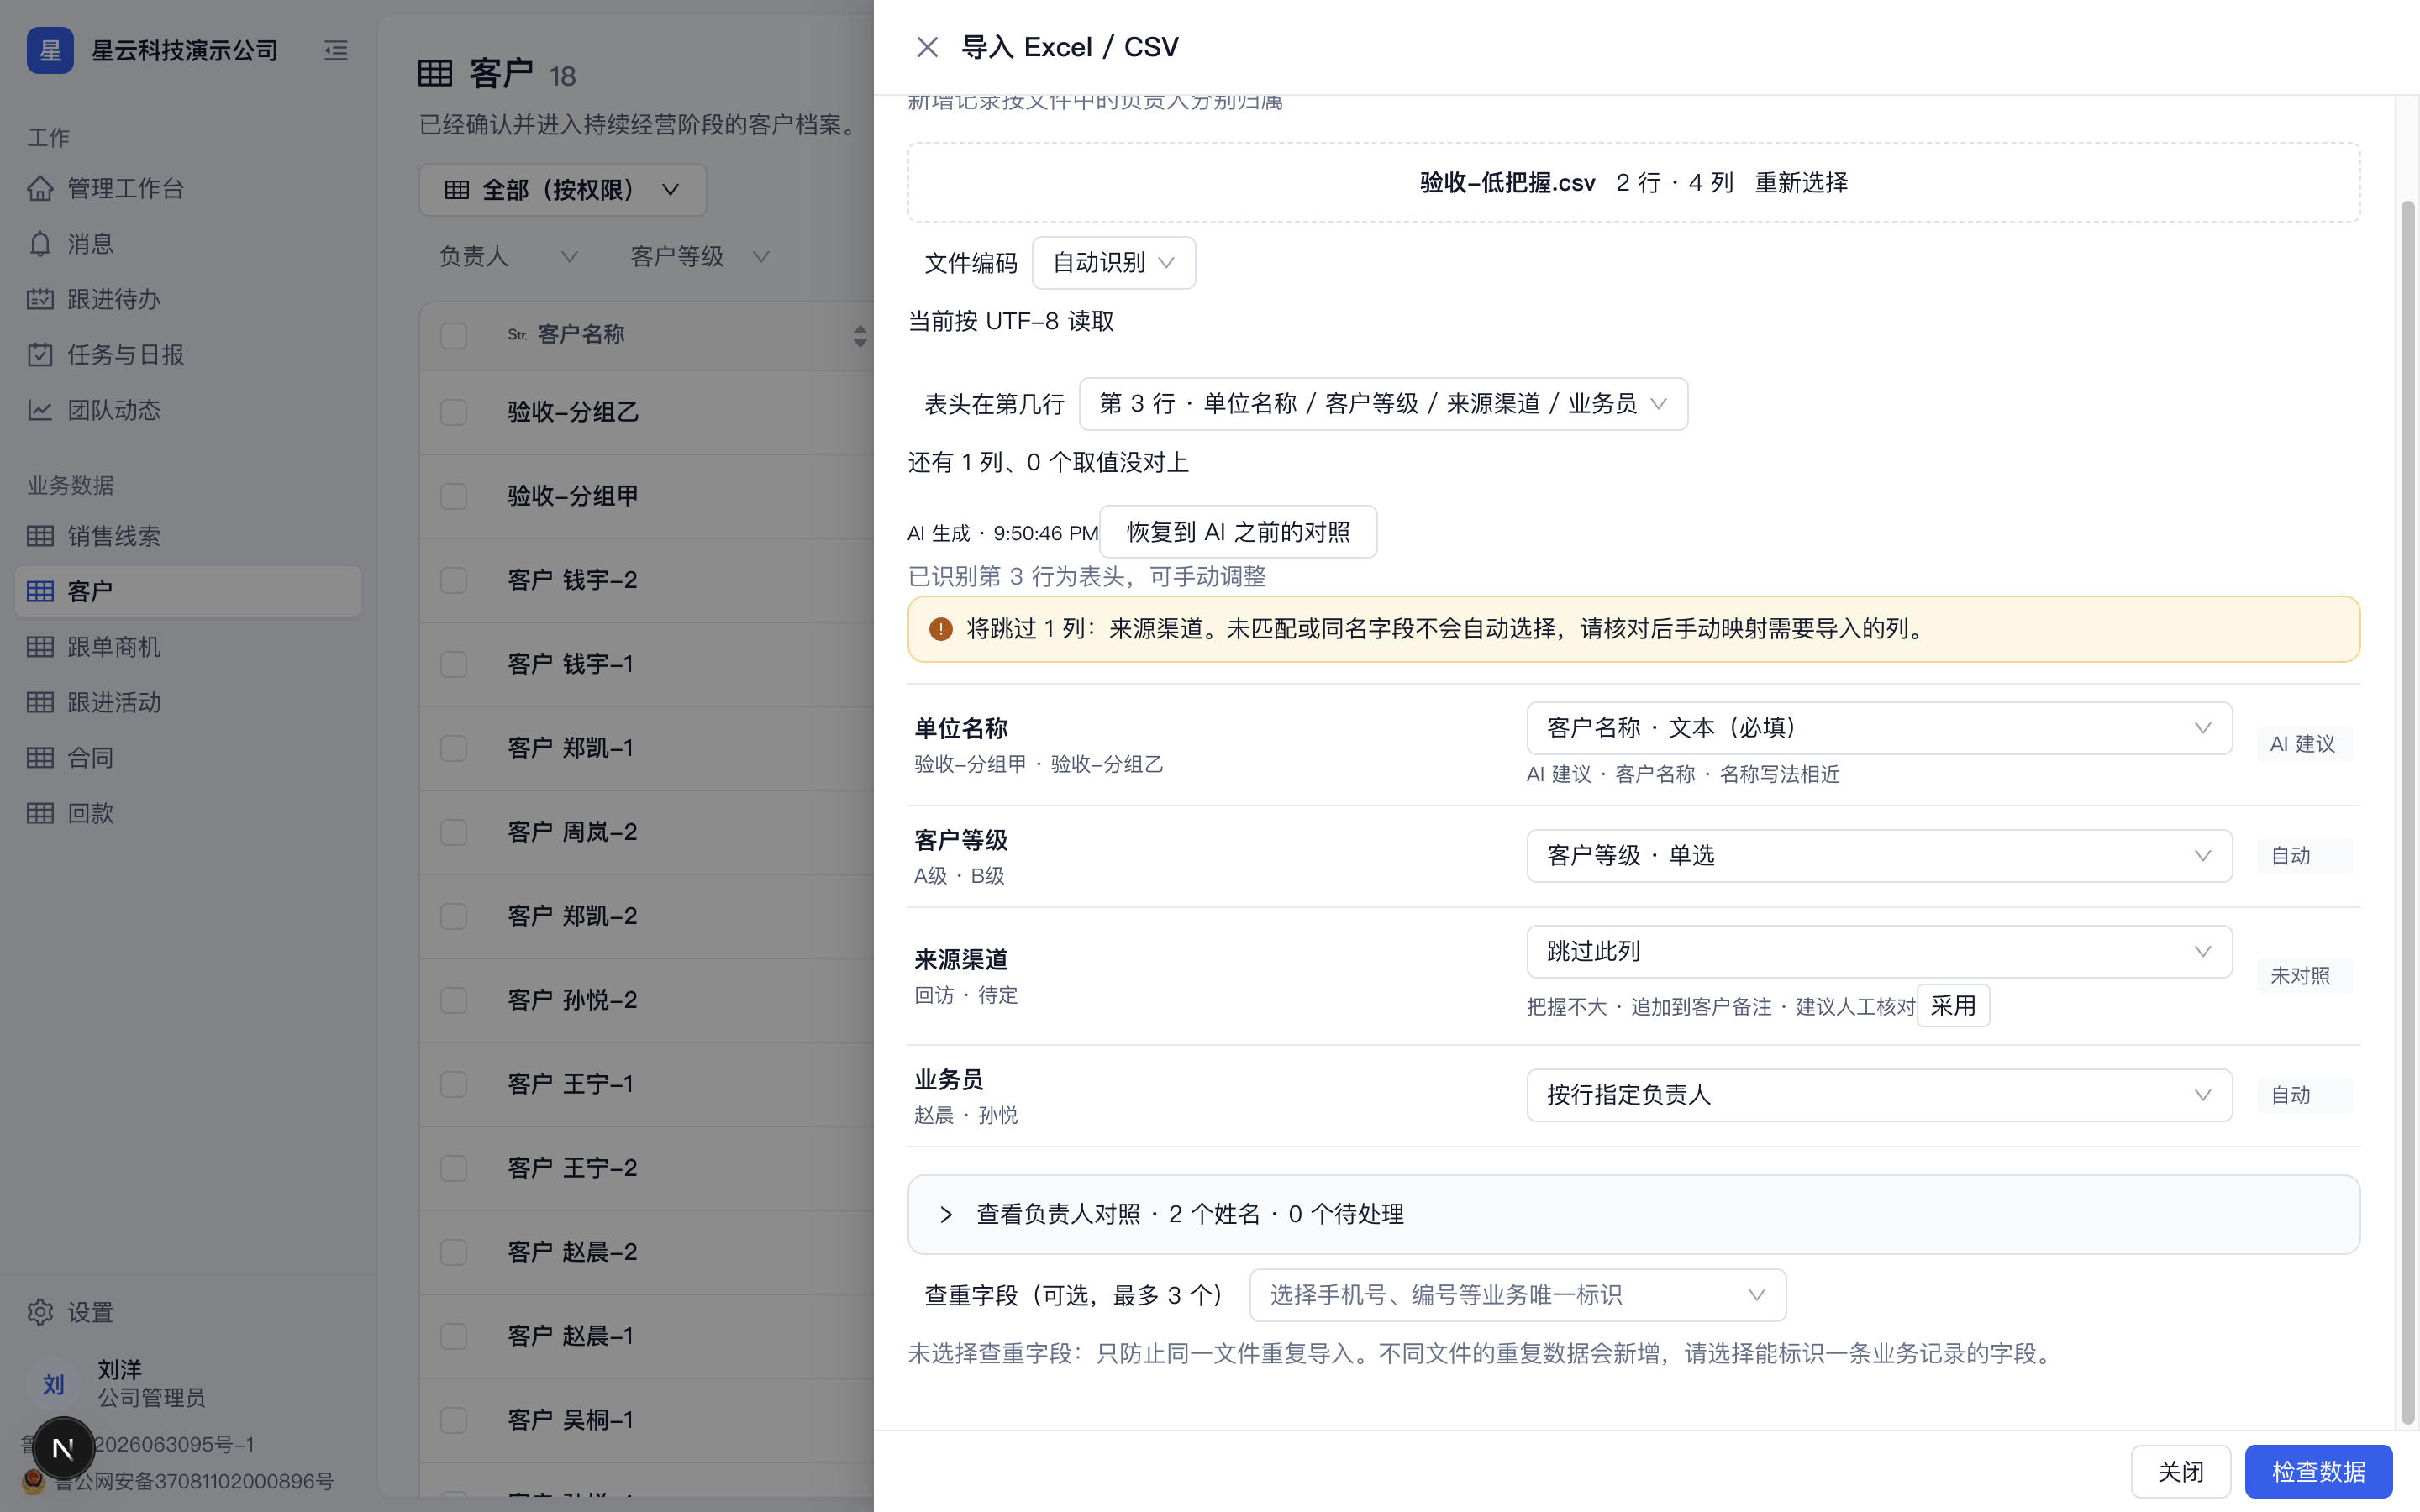 星 星云科技演示公司
工作
管理工作台
消息
跟进待办
任务与日报
团队动态
业务数据
销售线索
客户
跟单商机
跟进活动
合同
回款
设置
刘 刘洋
公司管理员
2026063095号-1
N
鲁公网安备37081102000896号
客户 18
已经确认并进入持续经营阶段的客户档案。
全部（按权限）
负责人 客户等级
Str. 客户名称
验收-分组乙
验收-分组甲
客户 钱宇-2
客户 钱宇-1
客户 郑凯-1
客户 周岚-2
客户 郑凯-2
客户 孙悦-2
客户 王宁-1
客户 王宁-2
客户 赵晨-2
客户 赵晨-1
客户 吴桐-1
导入 Excel / CSV
新增记录按文件中的负责人分别归属
验收-低把握.csv 2 行 · 4 列 重新选择
文件编码 自动识别
当前按 UTF-8 读取
表头在第几行 第 3 行 · 单位名称 / 客户等级 / 来源渠道 / 业务员
还有 1 列、0 个取值没对上
AI 生成 · 9:50:46 PM 恢复到 AI 之前的对照
已识别第 3 行为表头，可手动调整
将跳过 1 列：来源渠道。未匹配或同名字段不会自动选择，请核对后手动映射需要导入的列。
单位名称
验收-分组甲 · 验收-分组乙
客户名称 · 文本（必填）
AI 建议 · 客户名称 · 名称写法相近
AI 建议
客户等级
A级 · B级
客户等级 · 单选
自动
来源渠道
回访 · 待定
跳过此列
把握不大 · 追加到客户备注 · 建议人工核对 采用
未对照
业务员
赵晨 · 孙悦
按行指定负责人
自动
查看负责人对照 · 2 个姓名 · 0 个待处理
查重字段（可选，最多 3 个） 选择手机号、编号等业务唯一标识
未选择查重字段：只防止同一文件重复导入。不同文件的重复数据会新增，请选择能标识一条业务记录的字段。
关闭 检查数据